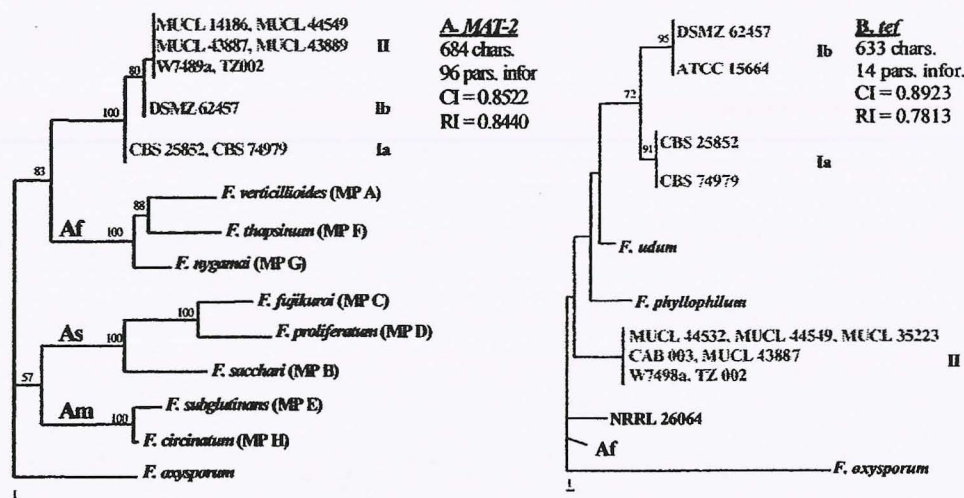 MUCL 14186, MUCL 44549
MUCL 43887, MUCL 43889
W7489a, TZ002
II
80
DSMZ 62457
Ib
100
CBS 25852, CBS 74979
Ia
83
F. verticillioides (MP A)
88
F. thapsinum (MP F)
Af
100
F. nygamai (MP G)
F. fujikuroi (MP C)
100
F. proliferatum (MP D)
As
100
F. sacchari (MP B)
57
F. subglutinans (MP E)
Am
100
F. circinatum (MP H)
F. oxysporum
1
A. MAT-2
684 chars.
96 pars. infor
CI = 0.8522
RI = 0.8440
DSMZ 62457
95
Ib
ATCC 15664
72
CBS 25852
91
Ia
CBS 74979
F. udum
F. phyllophilum
MUCL 44532, MUCL 44549, MUCL 35223
CAB 003, MUCL 43887
II
W7498a, TZ 002
NRRL 26064
Af
F. oxysporum
1
B. tef
633 chars.
14 pars. infor.
CI = 0.8923
RI = 0.7813